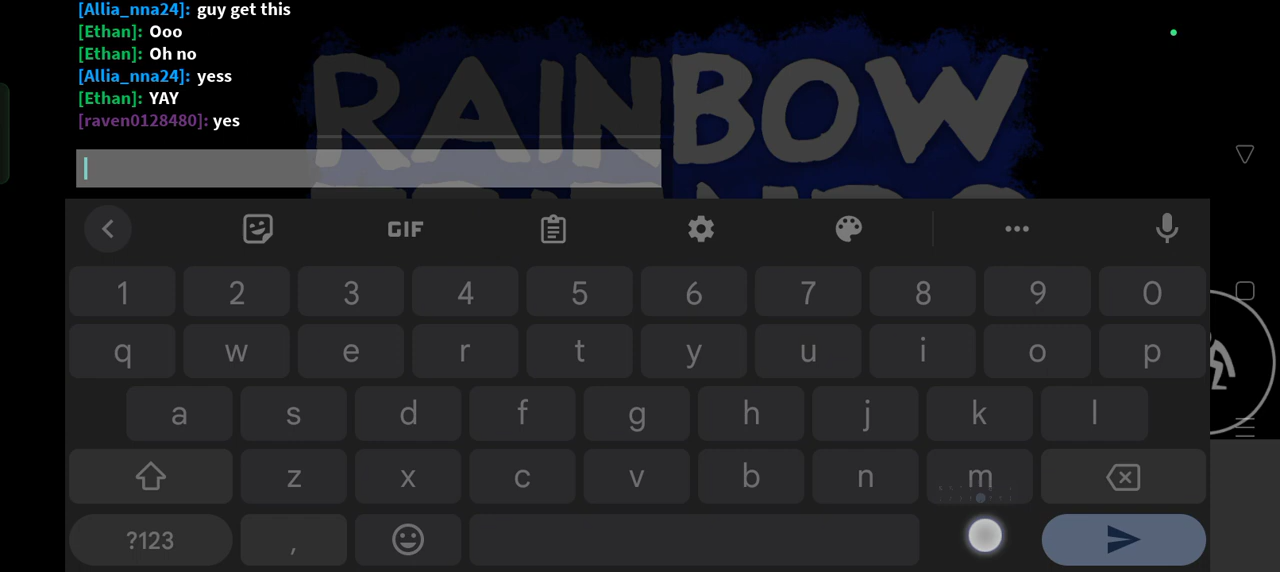 [Allia_nna24]: guy get this
[Ethan]: Ooo
[Ethan]: Oh no
[Allia_nna24]: yess
[Ethan]: YAY
[raven0128480]: yes
RAINBOW
GIF
1 2 3 4 5 6 7 8 9 0
q w e r t y u i o p
a s d f g h j k l
z x c v b n m
?123 ,